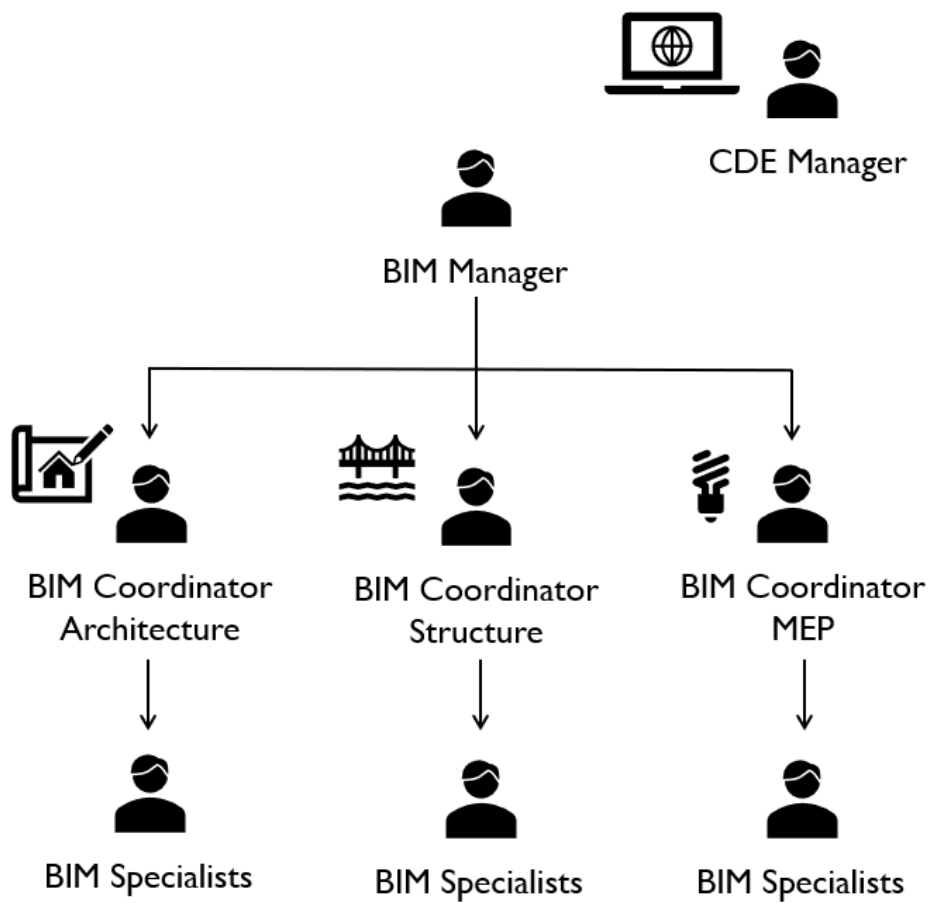 CDE Manager
BIM Manager
BIM Coordinator
Architecture
BIM Coordinator
Structure
BIM Coordinator
MEP
BIM Specialists
BIM Specialists
BIM Specialists